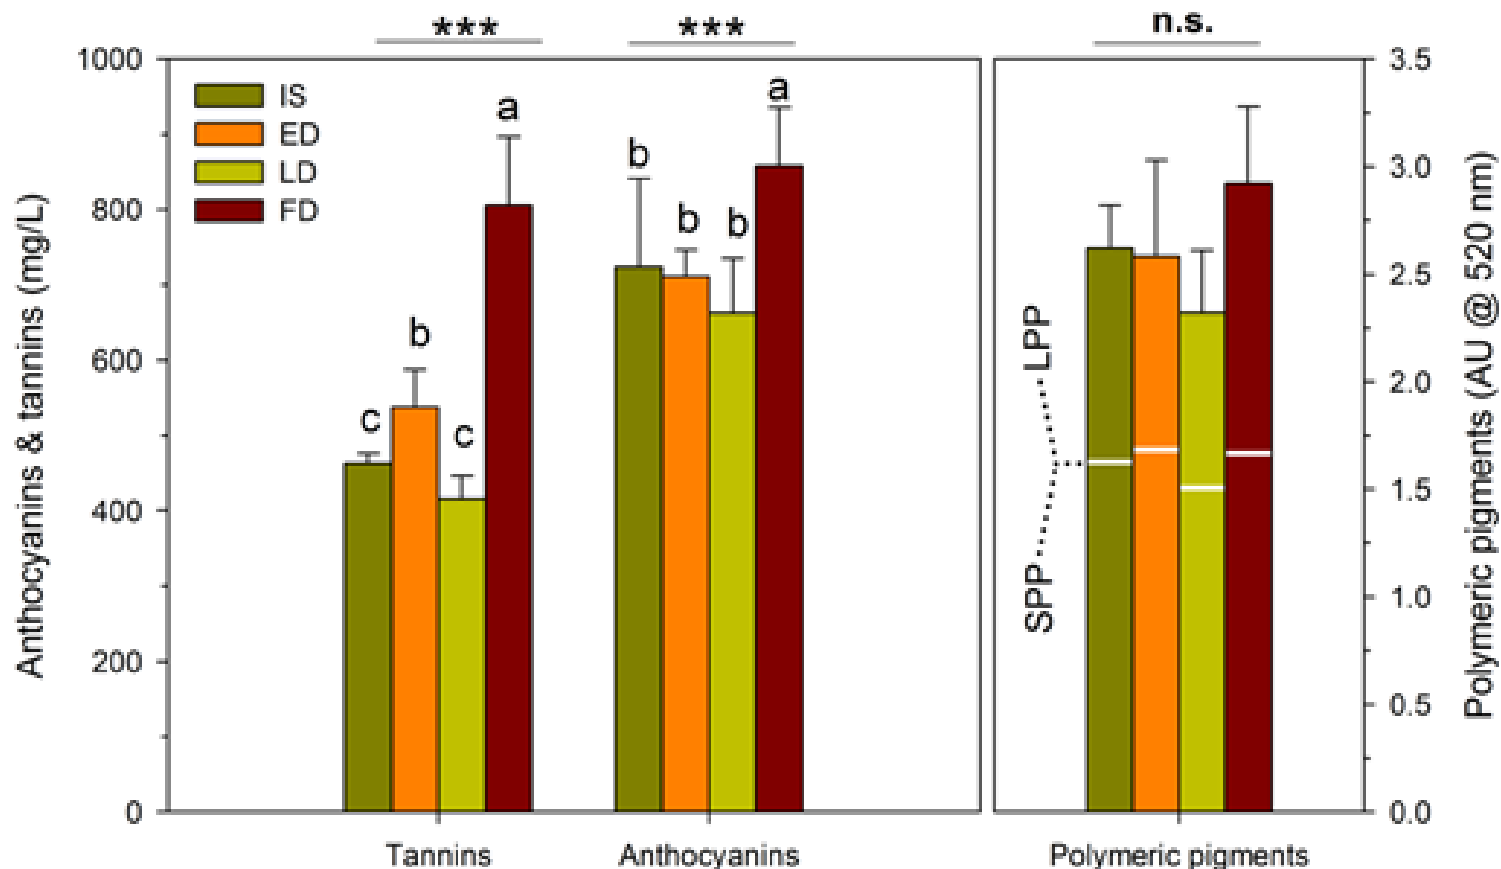 ***
***
n.s.
1000
800
600
400
200
0
Anthocyanins & tannins (mg/L)
IS
ED
LD
FD
c
b
c
a
b
b
b
a
Tannins
Anthocyanins
SPP
LPP
Polymeric pigments
3.5
3.0
2.5
2.0
1.5
1.0
0.5
0.0
Polymeric pigments (AU @ 520 nm)